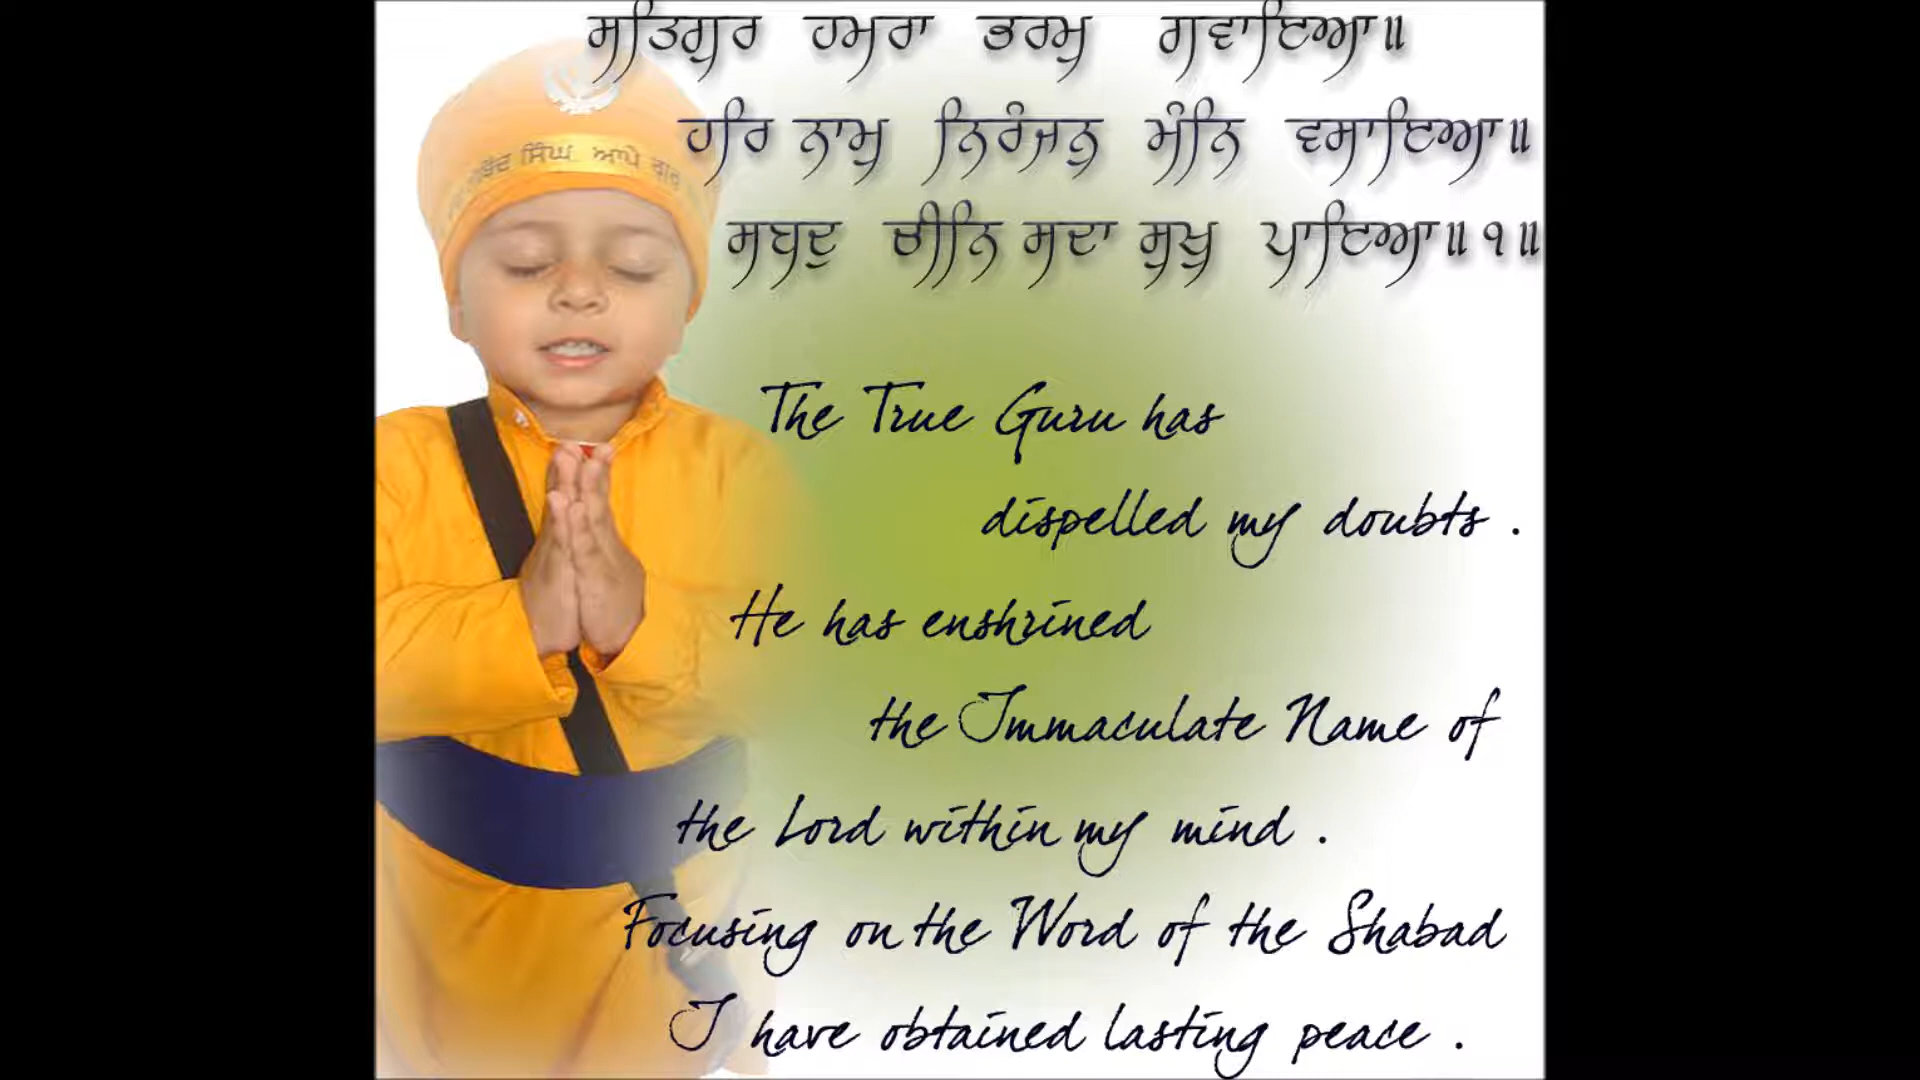 ਸਤਿਗੁਰ ਹਮਰਾ ਭਰਮੁ ਗਵਾਇਆ॥
ਹਰਿ ਨਾਮੁ ਨਿਰੰਜਨੁ ਮੰਨਿ ਵਸਾਇਆ॥
ਸਬਦੁ ਚੀਨਿ ਸਦਾ ਸੁਖੁ ਪਾਇਆ॥੧॥
ਸਿੰਘ ਆਪੇ ਗੁਰ
The True Guru has
dispelled my doubts .
He has enshrined
the Immaculate Name of
the Lord within my mind .
Focusing on the Word of the Shabad
I have obtained lasting peace .